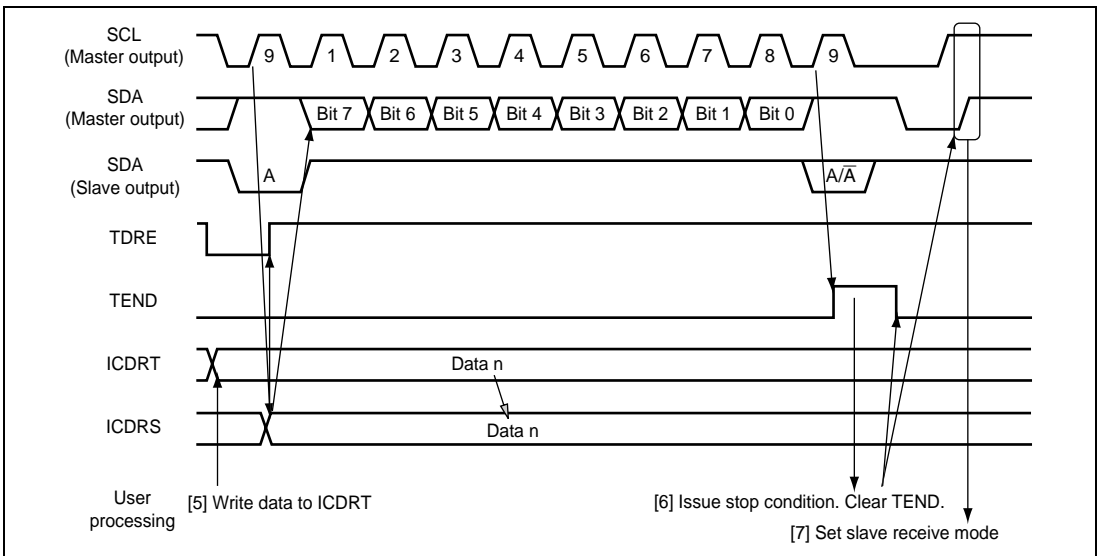 SCL
(Master output)
9 1 2 3 4 5 6 7 8 9
SDA
(Master output)
Bit 7 Bit 6 Bit 5 Bit 4 Bit 3 Bit 2 Bit 1 Bit 0
SDA
(Slave output)
A A/A̅
TDRE
TEND
ICDRT
Data n
ICDRS
Data n
User
processing
[5] Write data to ICDRT
[6] Issue stop condition. Clear TEND.
[7] Set slave receive mode